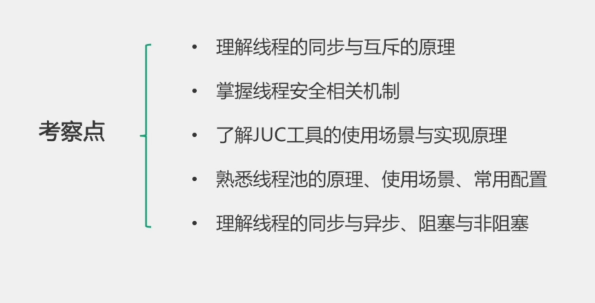 考察点
• 理解线程的同步与互斥的原理
• 掌握线程安全相关机制
• 了解JUC工具的使用场景与实现原理
• 熟悉线程池的原理、使用场景、常用配置
• 理解线程的同步与异步、阻塞与非阻塞